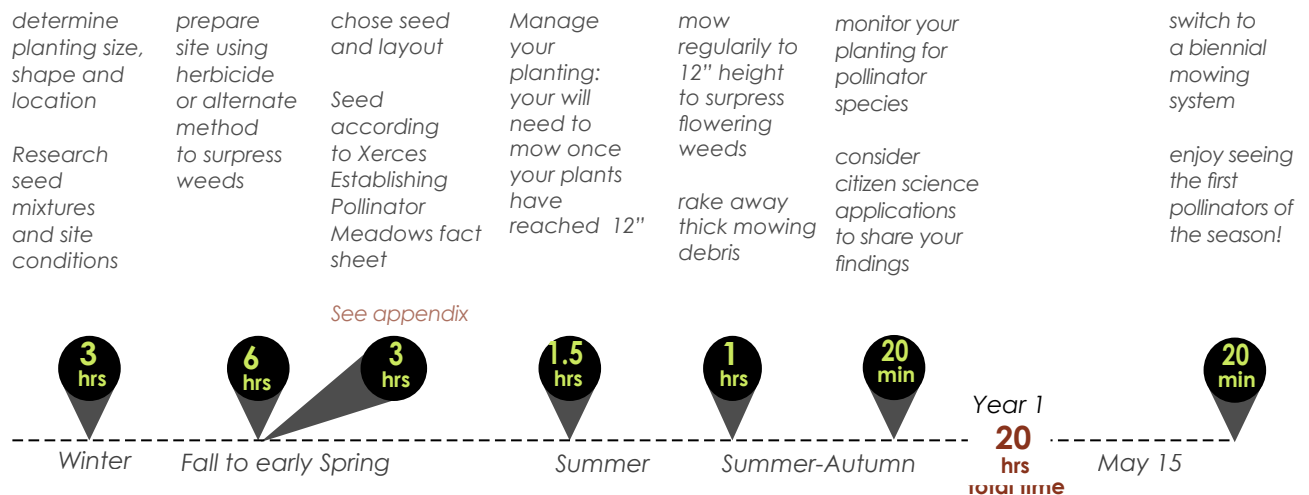 determine
planting size,
shape and
location
Research
seed
mixtures
and site
conditions
prepare
site using
herbicide
or alternate
method
to surpress
weeds
chose seed
and layout
Seed
according
to Xerces
Establishing
Pollinator
Meadows fact
sheet
See appendix
Manage
your
planting:
your will
need to
mow once
your plants
have
reached 12”
mow
regularily to
12” height
to surpress
flowering
weeds
rake away
thick mowing
debris
monitor your
planting for
pollinator
species
consider
citizen science
applications
to share your
findings
switch to
a biennial
mowing
system
enjoy seeing
the first
pollinators of
the season!
3
hrs
6
hrs
3
hrs
1.5
hrs
1
hrs
20
min
20
min
Winter
Fall to early Spring
Summer
Summer-Autumn
Year 1
20
hrs
total time
May 15